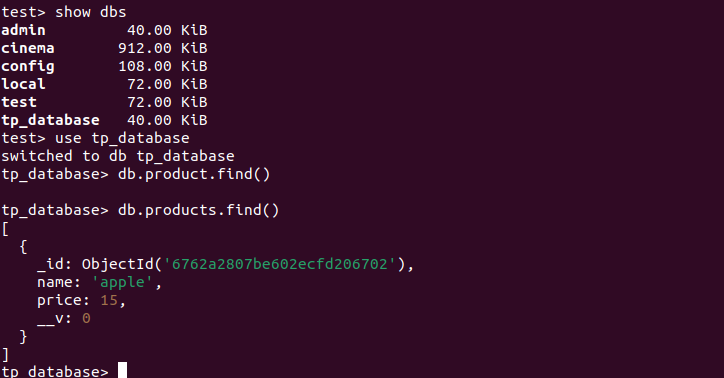 test> show dbs
admin         40.00 KiB
cinema       912.00 KiB
config       108.00 KiB
local         72.00 KiB
test          72.00 KiB
tp_database   40.00 KiB
test> use tp_database
switched to db tp_database
tp_database> db.product.find()

tp_database> db.products.find()
[
  {
    _id: ObjectId('6762a2807be602ecfd206702'),
    name: 'apple',
    price: 15,
    __v: 0
  }
]
tp_database>